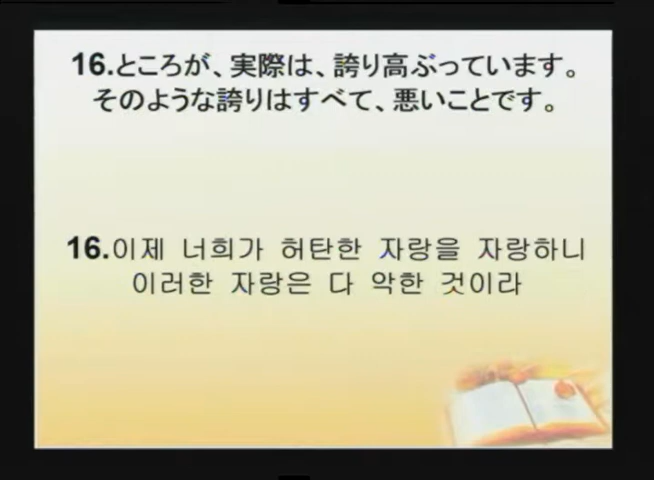 16.ところが、実際は、誇り高ぶっています。
そのような誇りはすべて、悪いことです。
16.이제 너희가 허탄한 자랑을 자랑하니
이러한 자랑은 다 악한 것이라